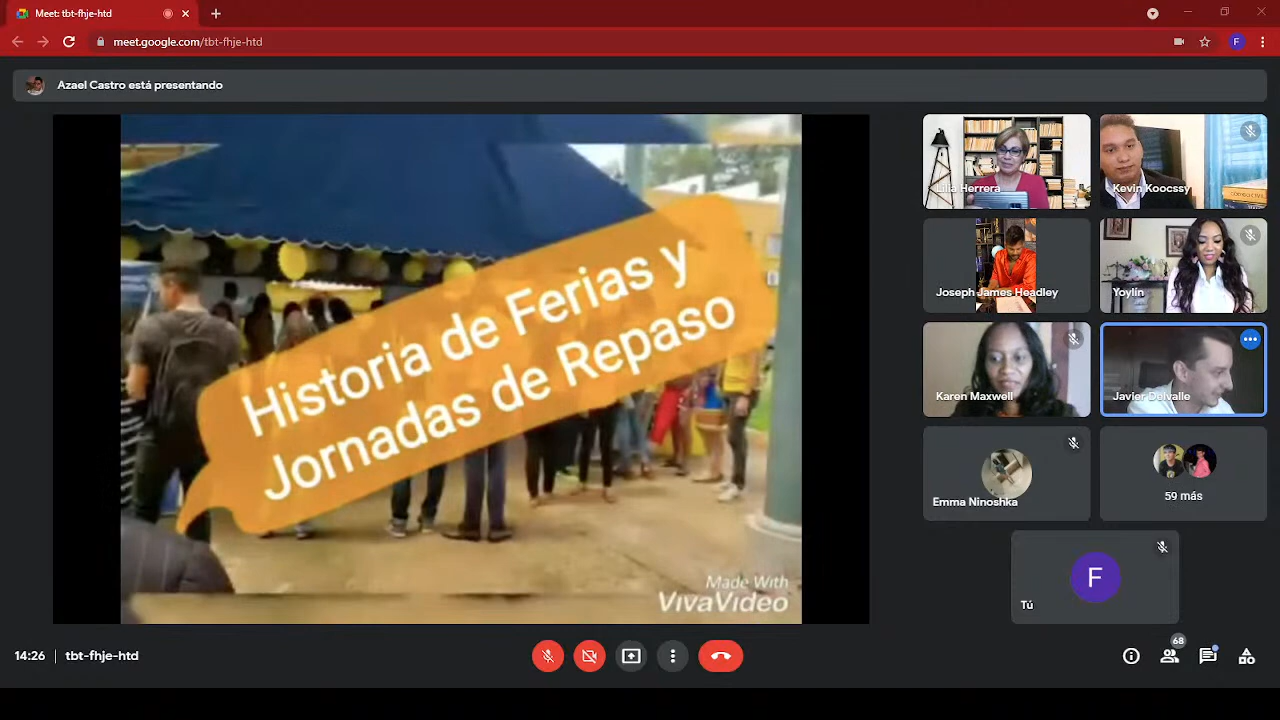 Meet: tbt-fhje-htd
meet.google.com/tbt-fhje-htd
F
Azael Castro está presentando
Historia de Ferias y
Jornadas de Repaso
Made With
VivaVideo
Lilia Herrera
Kevin Koocssy
Joseph James Headley
Yoylín
Karen Maxwell
Javier Delvalle
Emma Ninoshka
59 más
F
Tú
14:26
tbt-fhje-htd
68